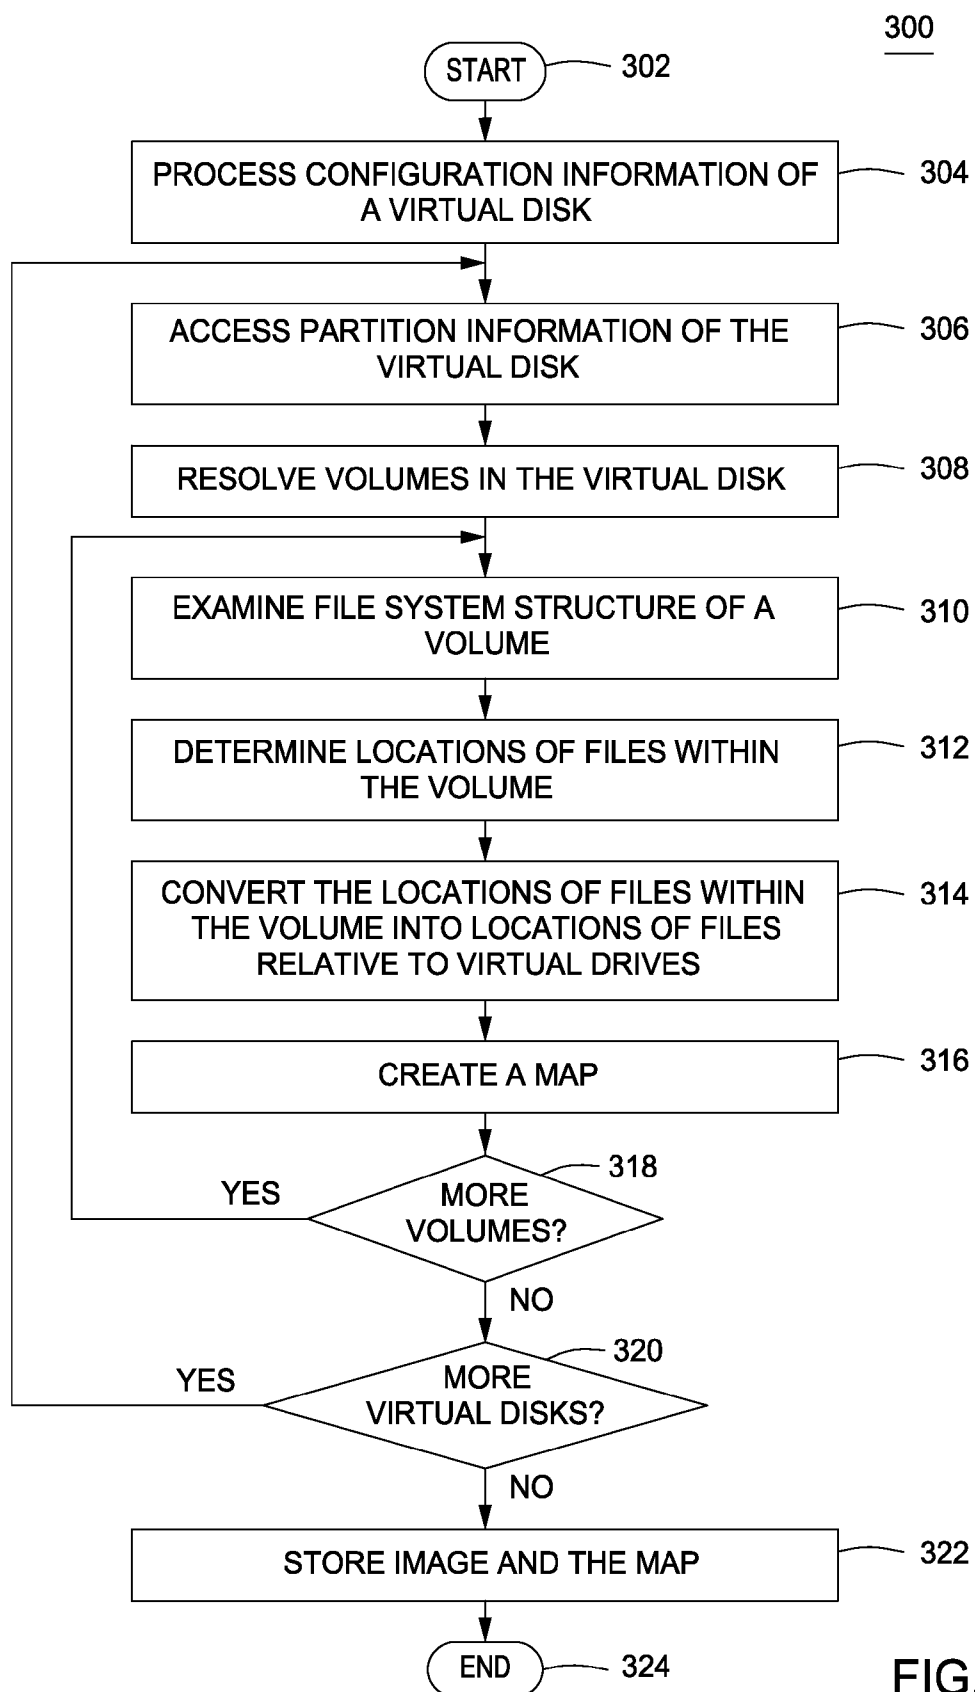 300
START
302
PROCESS CONFIGURATION INFORMATION OF
A VIRTUAL DISK
304
ACCESS PARTITION INFORMATION OF THE
VIRTUAL DISK
306
RESOLVE VOLUMES IN THE VIRTUAL DISK
308
EXAMINE FILE SYSTEM STRUCTURE OF A
VOLUME
310
DETERMINE LOCATIONS OF FILES WITHIN
THE VOLUME
312
CONVERT THE LOCATIONS OF FILES WITHIN
THE VOLUME INTO LOCATIONS OF FILES
RELATIVE TO VIRTUAL DRIVES
314
CREATE A MAP
316
MORE
VOLUMES?
318
YES
NO
MORE
VIRTUAL DISKS?
320
YES
NO
STORE IMAGE AND THE MAP
322
END
324
FIG.